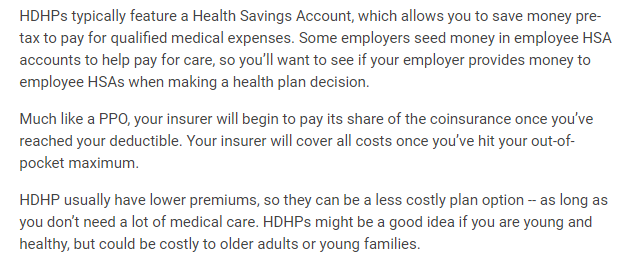 HDHPs typically feature a Health Savings Account, which allows you to save money pre-
tax to pay for qualified medical expenses. Some employers seed money in employee HSA
accounts to help pay for care, so you'll want to see if your employer provides money to
employee HSAs when making a health plan decision.
Much like a PPO, your insurer will begin to pay its share of the coinsurance once you've
reached your deductible. Your insurer will cover all costs once you've hit your out-of-
pocket maximum.
HDHP usually have lower premiums, so they can be a less costly plan option -- as long as
you don't need a lot of medical care. HDHPs might be a good idea if you are young and
healthy, but could be costly to older adults or young families.